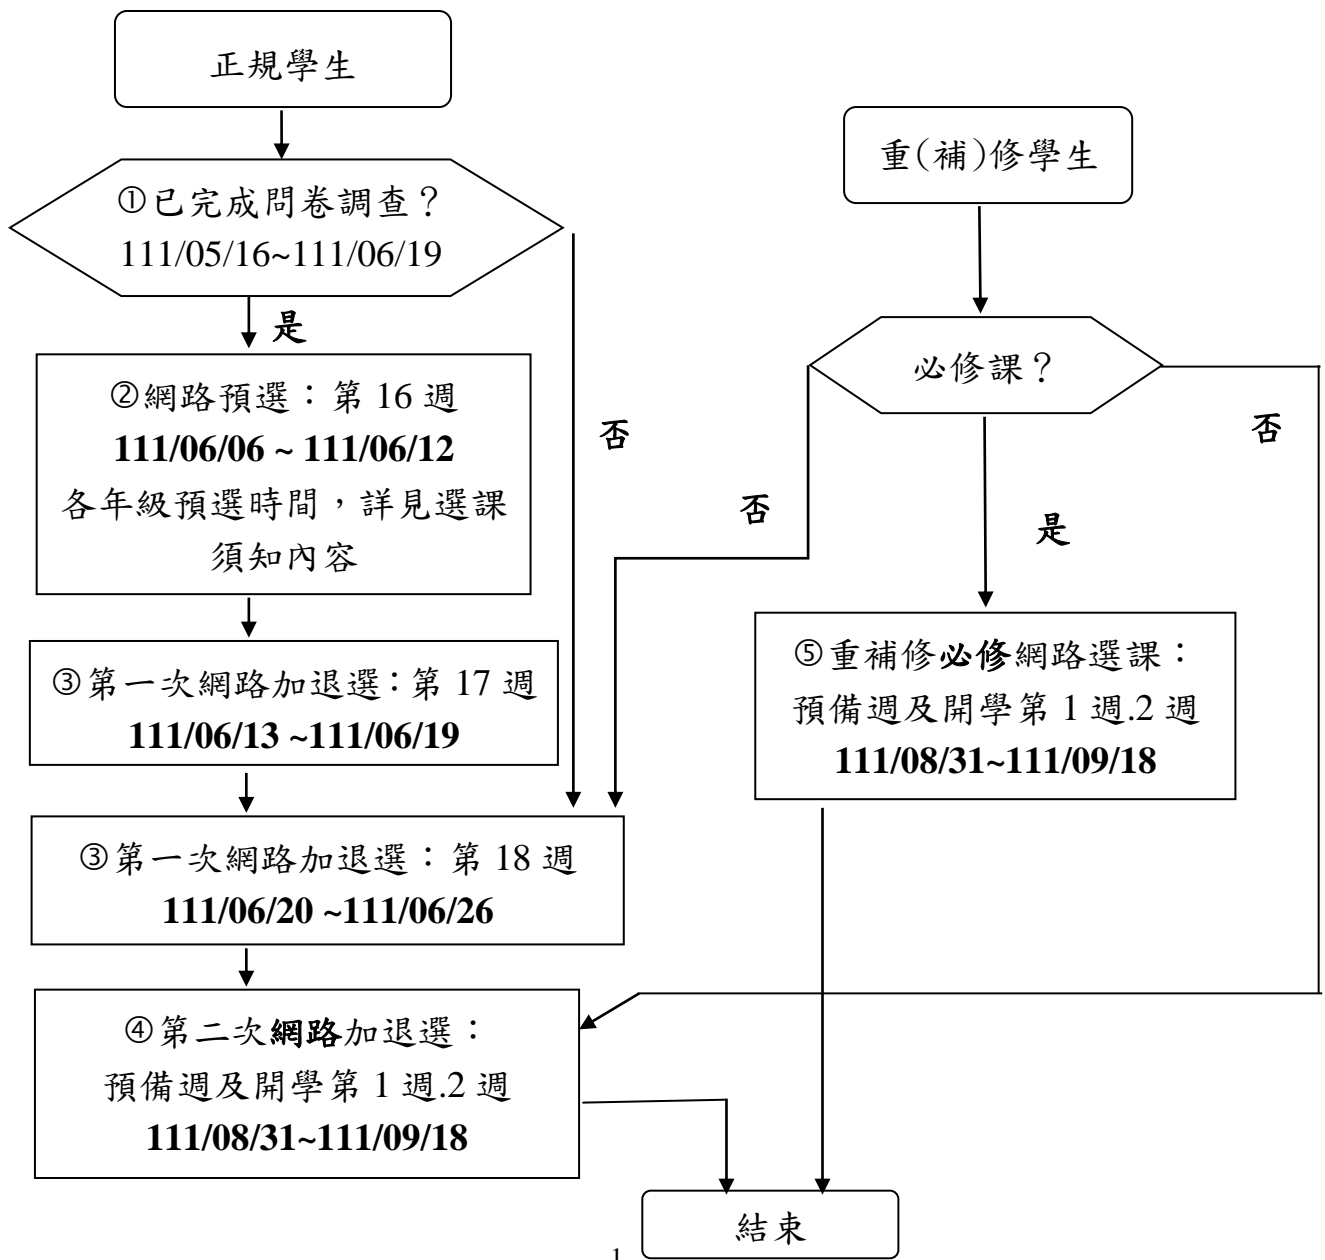 正規學生
①已完成問卷調查？
111/05/16~111/06/19
是
②網路預選：第 16 週
111/06/06 ~ 111/06/12
各年級預選時間，詳見選課
須知內容
否
③第一次網路加退選：第 17 週
111/06/13 ~111/06/19
③第一次網路加退選：第 18 週
111/06/20 ~111/06/26
④第二次網路加退選：
預備週及開學第 1 週.2 週
111/08/31~111/09/18
重(補)修學生
必修課？
否
是
否
⑤重補修必修網路選課：
預備週及開學第 1 週.2 週
111/08/31~111/09/18
結束
1